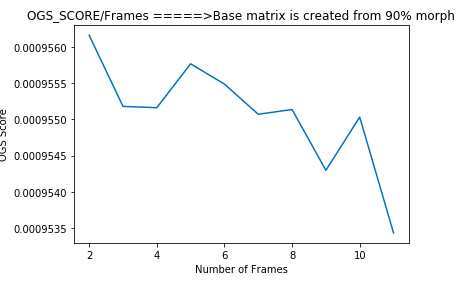 OGS_SCORE/Frames =====>Base matrix is created from 90% morph
0.0009560
0.0009555
0.0009550
0.0009545
0.0009540
0.0009535
OGS Score
2 4 6 8 10
Number of Frames